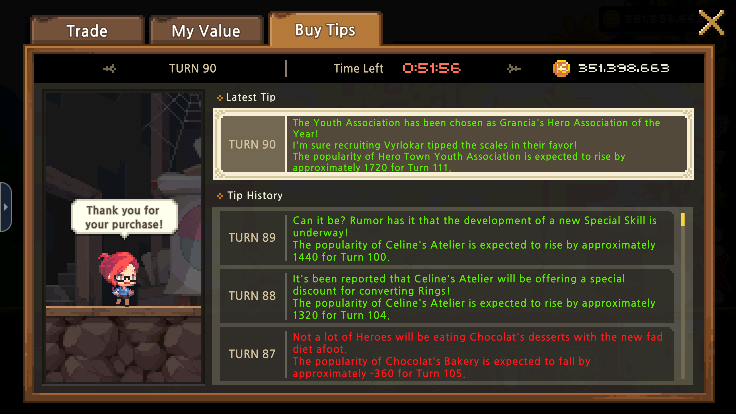 Trade
My Value
Buy Tips
TURN 90
Time Left
0:51:56
351,398,663
Latest Tip
TURN 90
The Youth Association has been chosen as Grancia's Hero Association of the
Year!
I'm sure recruiting Vyrlokar tipped the scales in their favor!
The popularity of Hero Town Youth Association is expected to rise by
approximately 1720 for Turn 111.
Thank you for
your purchase!
Tip History
TURN 89
Can it be? Rumor has it that the development of a new Special Skill is
underway!
The popularity of Celine's Atelier is expected to rise by approximately
1440 for Turn 100.
TURN 88
It's been reported that Celine's Atelier will be offering a special
discount for converting Rings!
The popularity of Celine's Atelier is expected to rise by approximately
1320 for Turn 104.
TURN 87
Not a lot of Heroes will be eating Chocolat's desserts with the new fad
diet afoot.
The popularity of Chocolat's Bakery is expected to fall by
approximately -360 for Turn 105.